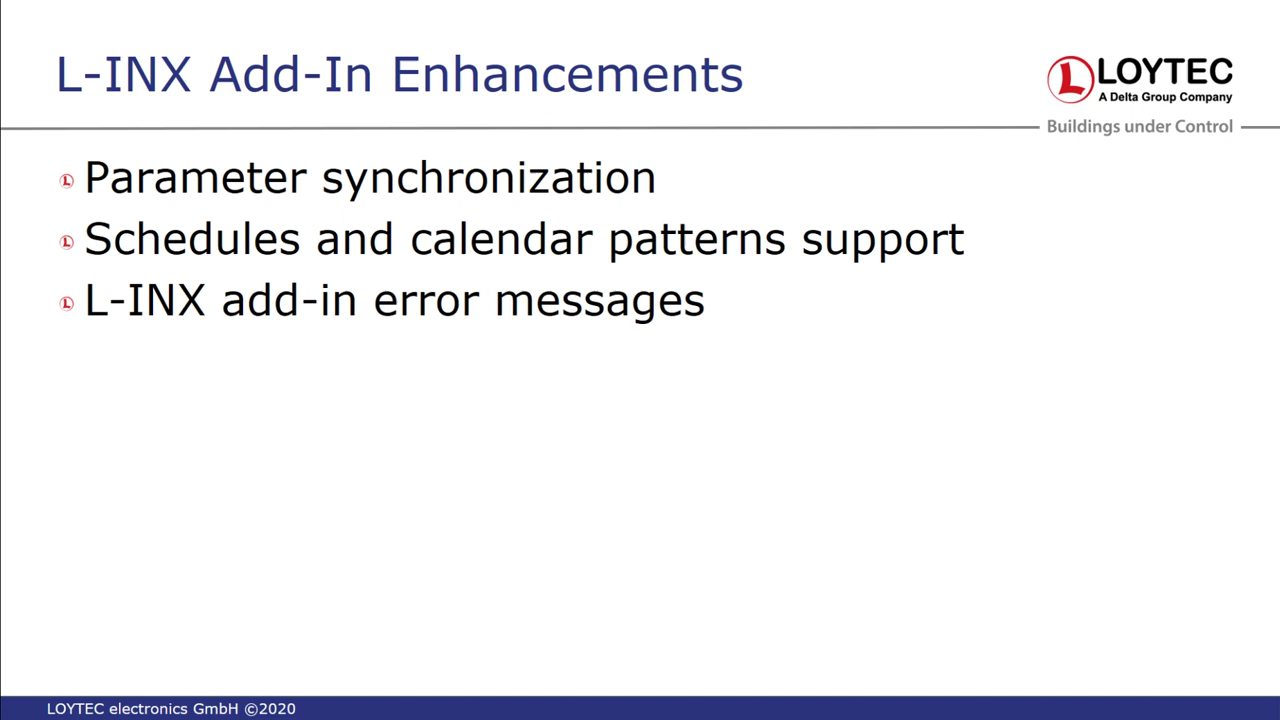 L-INX Add-In Enhancements
LOYTEC
A Delta Group Company
Buildings under Control
Parameter synchronization
Schedules and calendar patterns support
L-INX add-in error messages
LOYTEC electronics GmbH ©2020